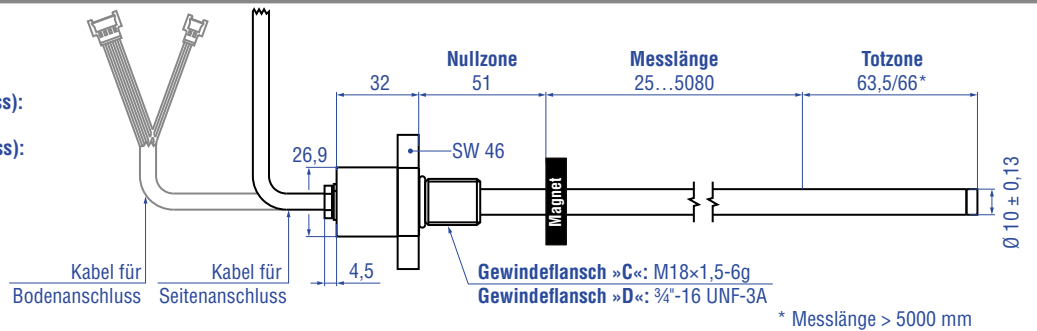 Nullzone
Messlänge
Totzone
32
51
25…5080
63,5/66*
ss):
ss):
SW 46
26,9
Magnet
Ø 10 ± 0,13
Kabel für
Bodenanschluss
Kabel für
Seitenanschluss
4,5
Gewindeflansch »C«: M18×1,5-6g
Gewindeflansch »D«: ¾"-16 UNF-3A
* Messlänge > 5000 mm